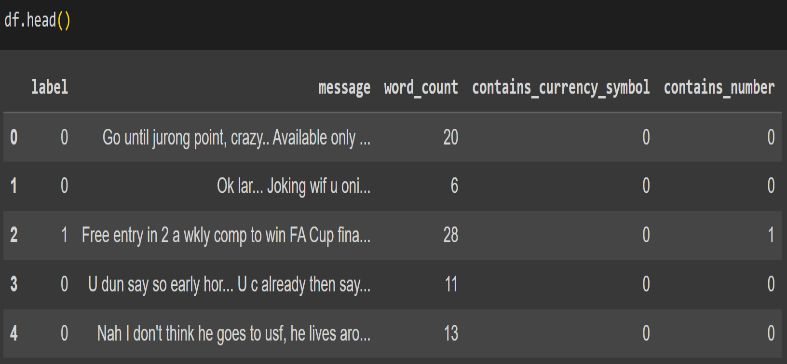 df.head()
label message word_count contains_currency_symbol contains_number
0 0 Go until jurong point, crazy.. Available only ... 20 0 0
1 0 Ok lar... Joking wif u oni... 6 0 0
2 1 Free entry in 2 a wkly comp to win FA Cup fina... 28 0 1
3 0 U dun say so early hor... U c already then say... 11 0 0
4 0 Nah I don't think he goes to usf, he lives aro... 13 0 0